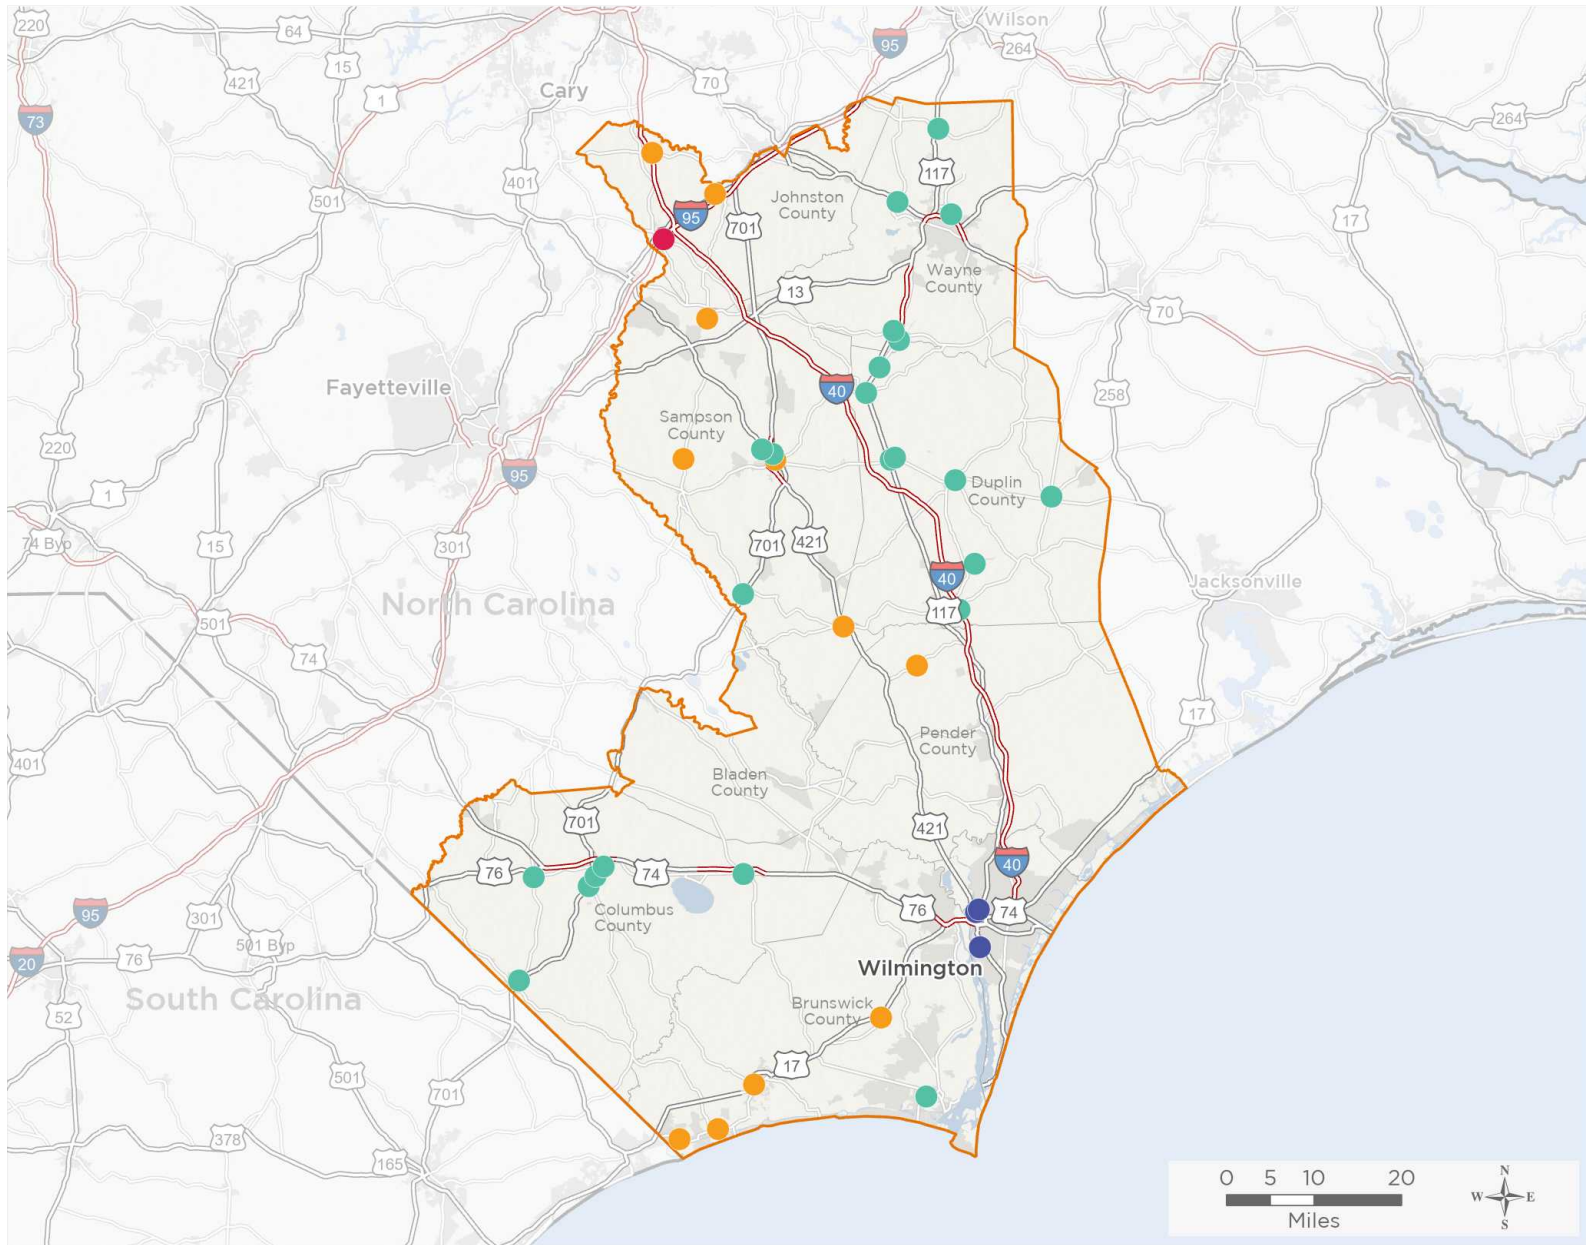 220
64
Wilson
95
264
15
421
70
Cary
1
73
264
401
117
501
Johnston
County
95
701
17
Wayne
County
13
70
Fayetteville
40
258
Sampson
County
220
95
1
Duplin
County
74 Byp
15
301
701
421
40
Jacksonville
North Carolina
117
501
74
17
Pender
County
401
Bladen
County
701
421
76
74
40
95
301
Columbus
County
76
74
501 Byp
20
76
Wilmington
South Carolina
52
Brunswick
County
17
501
701
378
165
0 5 10 20
Miles
N
W E
S